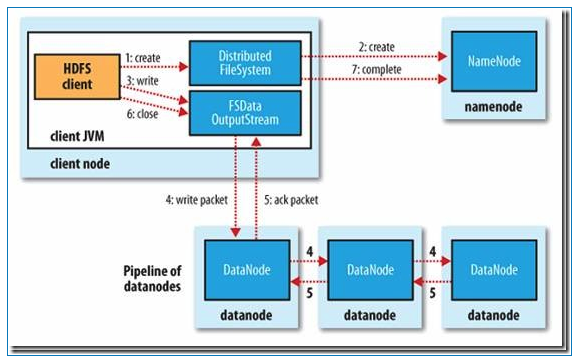 1: create
HDFS
client
3: write
6: close
Distributed
FileSystem
FSData
OutputStream
client JVM
client node
2: create
7: complete
NameNode
namenode
4: write packet
5: ack packet
Pipeline of
datanodes
DataNode
datanode
4
5
DataNode
datanode
4
5
DataNode
datanode